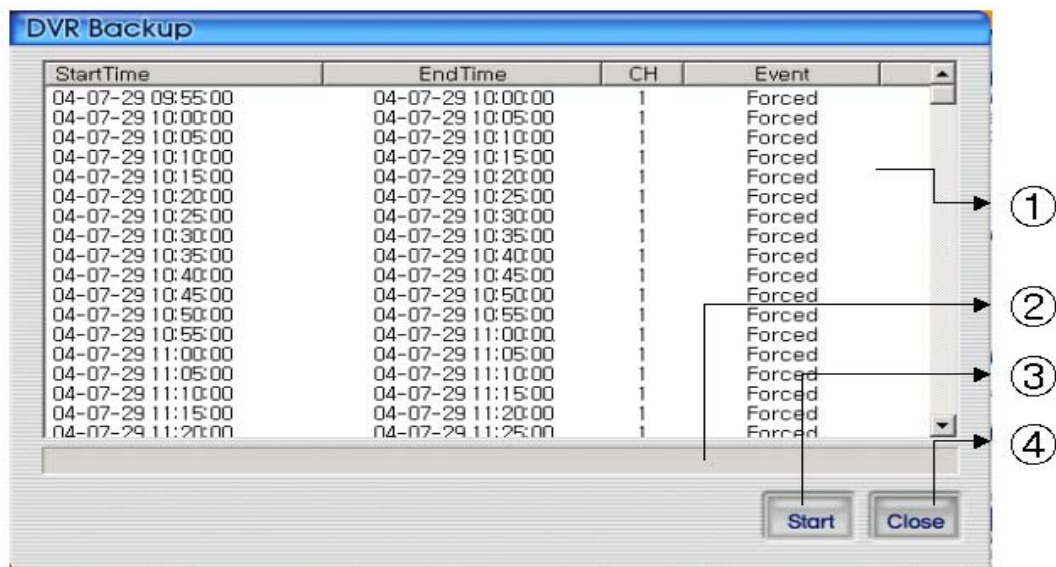 DVR Backup
StartTime EndTime CH Event
04-07-29 09:55:00 04-07-29 10:00:00 1 Forced
04-07-29 10:00:00 04-07-29 10:05:00 1 Forced
04-07-29 10:05:00 04-07-29 10:10:00 1 Forced
04-07-29 10:10:00 04-07-29 10:15:00 1 Forced
04-07-29 10:15:00 04-07-29 10:20:00 1 Forced
04-07-29 10:20:00 04-07-29 10:25:00 1 Forced
04-07-29 10:25:00 04-07-29 10:30:00 1 Forced
04-07-29 10:30:00 04-07-29 10:35:00 1 Forced
04-07-29 10:35:00 04-07-29 10:40:00 1 Forced
04-07-29 10:40:00 04-07-29 10:45:00 1 Forced
04-07-29 10:45:00 04-07-29 10:50:00 1 Forced
04-07-29 10:50:00 04-07-29 10:55:00 1 Forced
04-07-29 10:55:00 04-07-29 11:00:00 1 Forced
04-07-29 11:00:00 04-07-29 11:05:00 1 Forced
04-07-29 11:05:00 04-07-29 11:10:00 1 Forced
04-07-29 11:10:00 04-07-29 11:15:00 1 Forced
04-07-29 11:15:00 04-07-29 11:20:00 1 Forced
04-07-29 11:20:00 04-07-29 11:25:00 1 Forced
①
②
③
④
Start Close